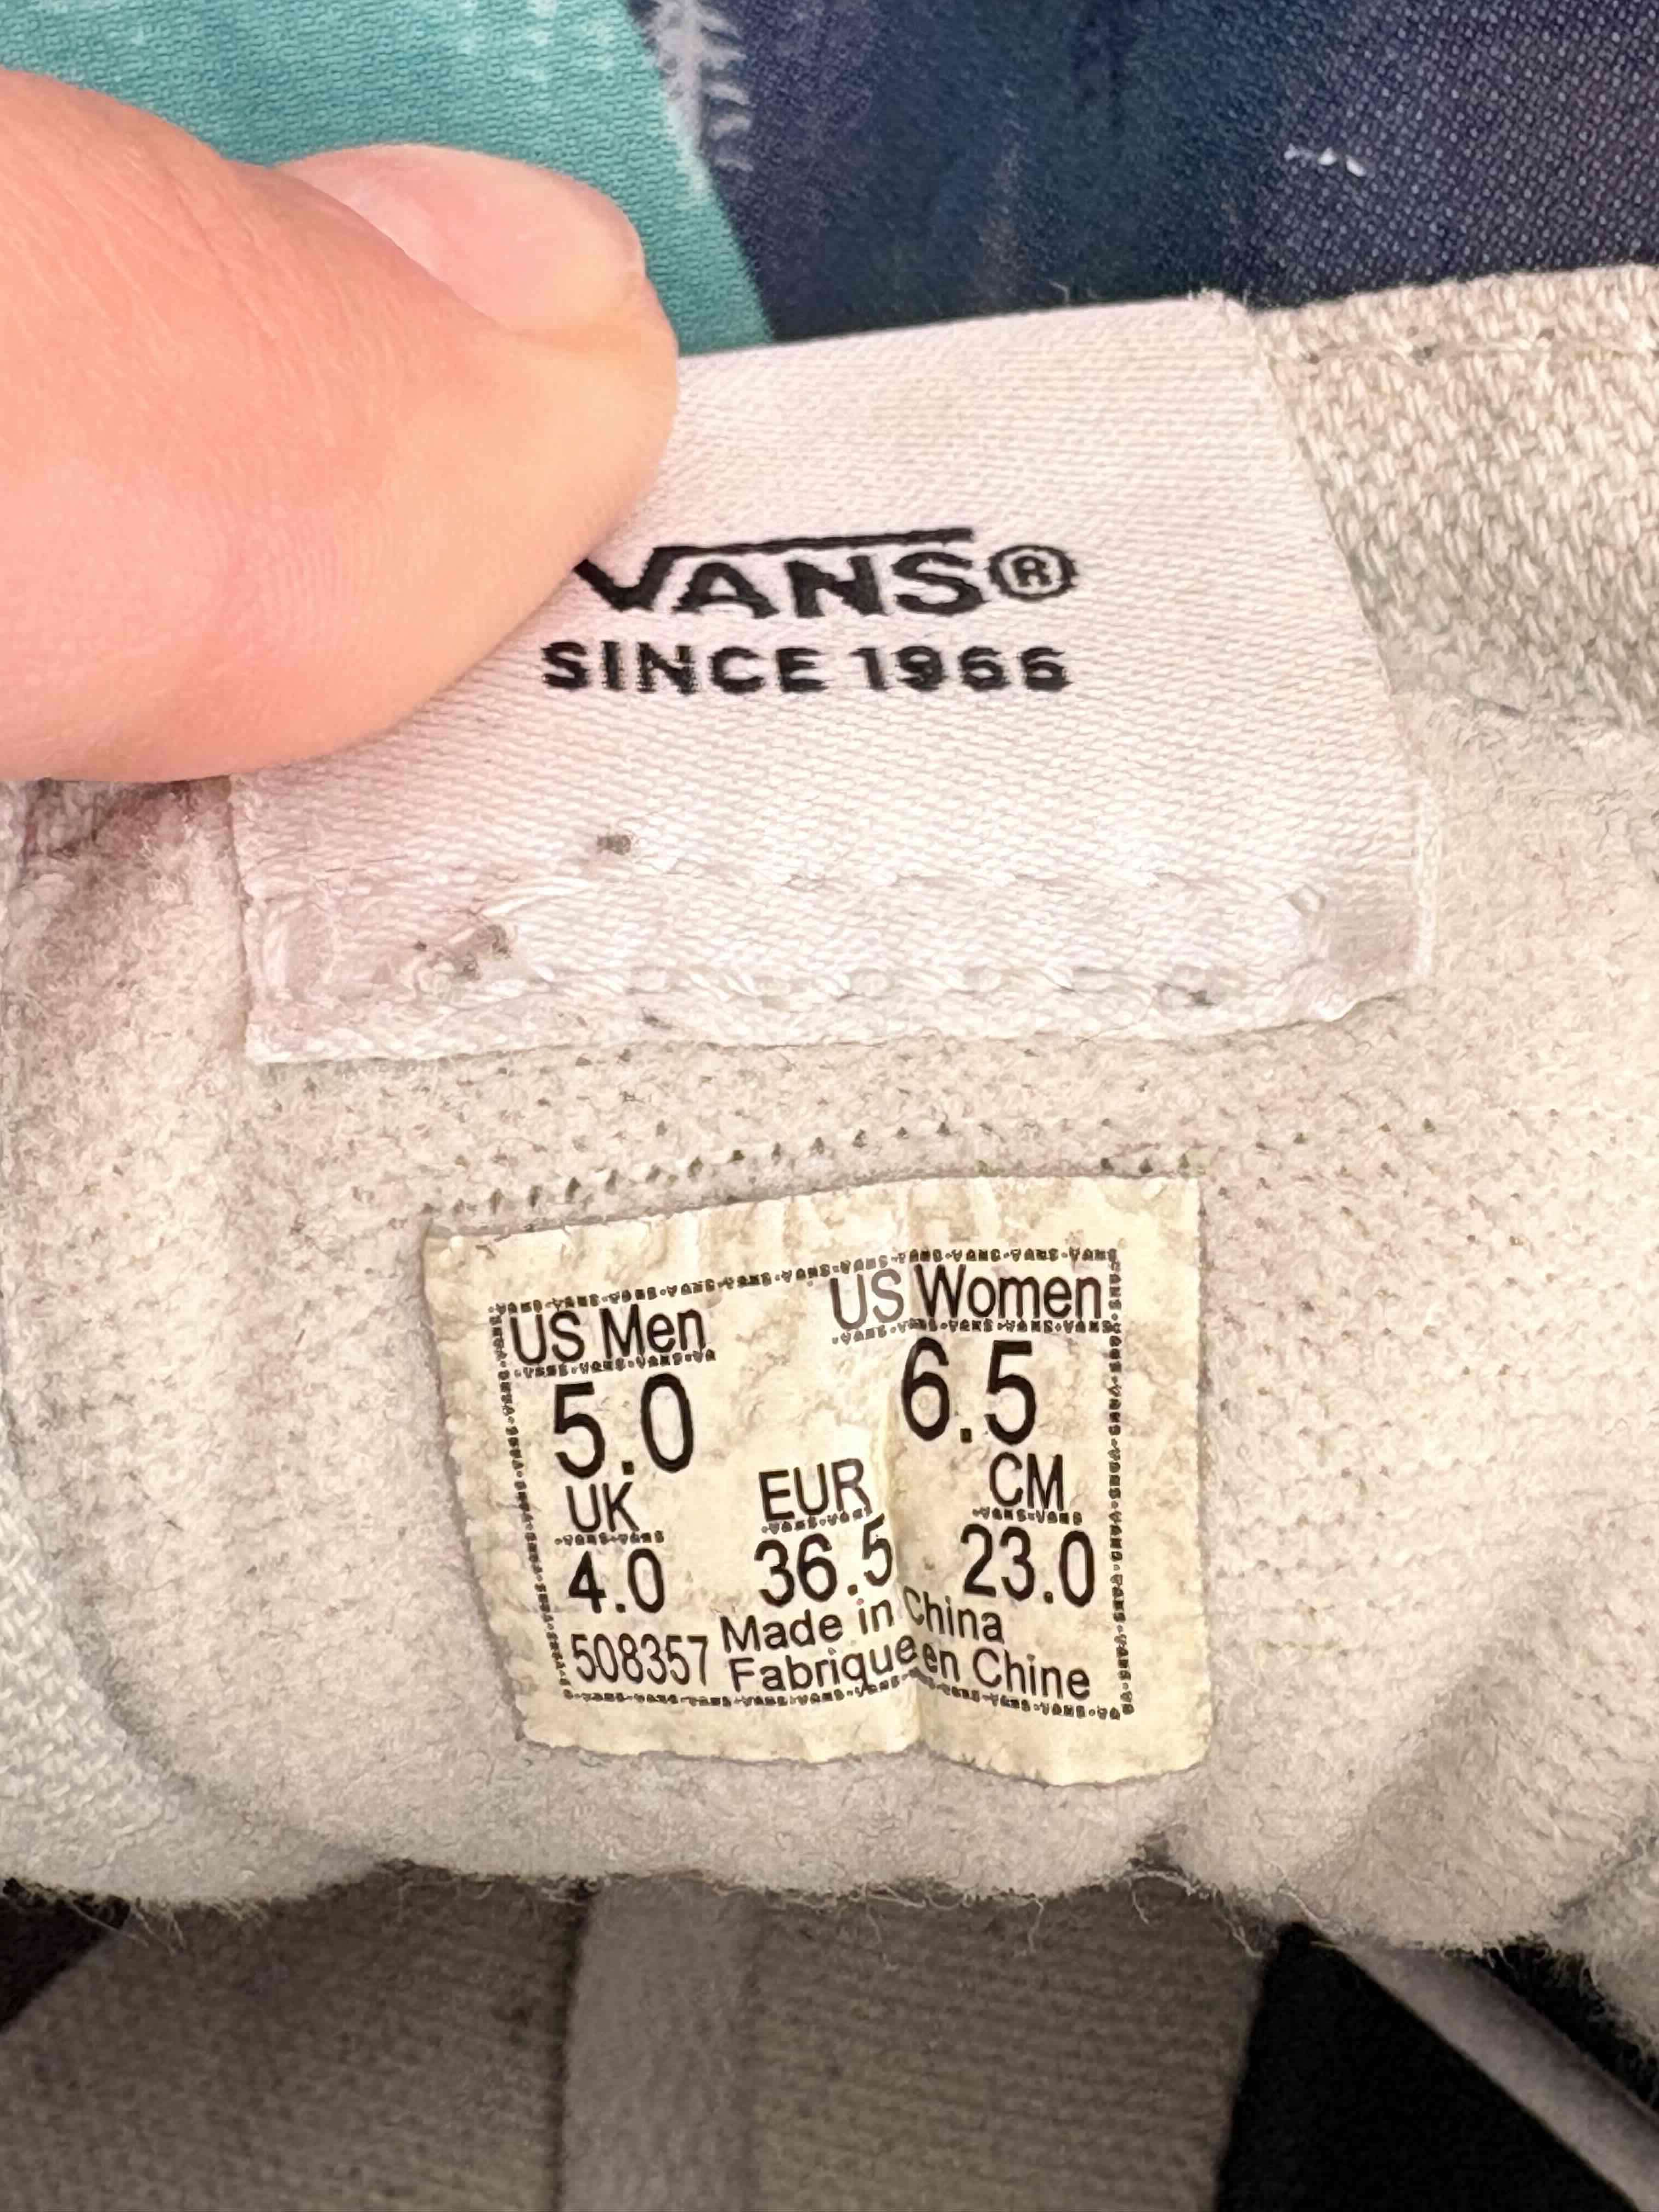 VANS®
SINCE 1966
US Men US Women
5.0 6.5
UK EUR CM
4.0 36.5 23.0
508357 Made in China
Fabrique en Chine